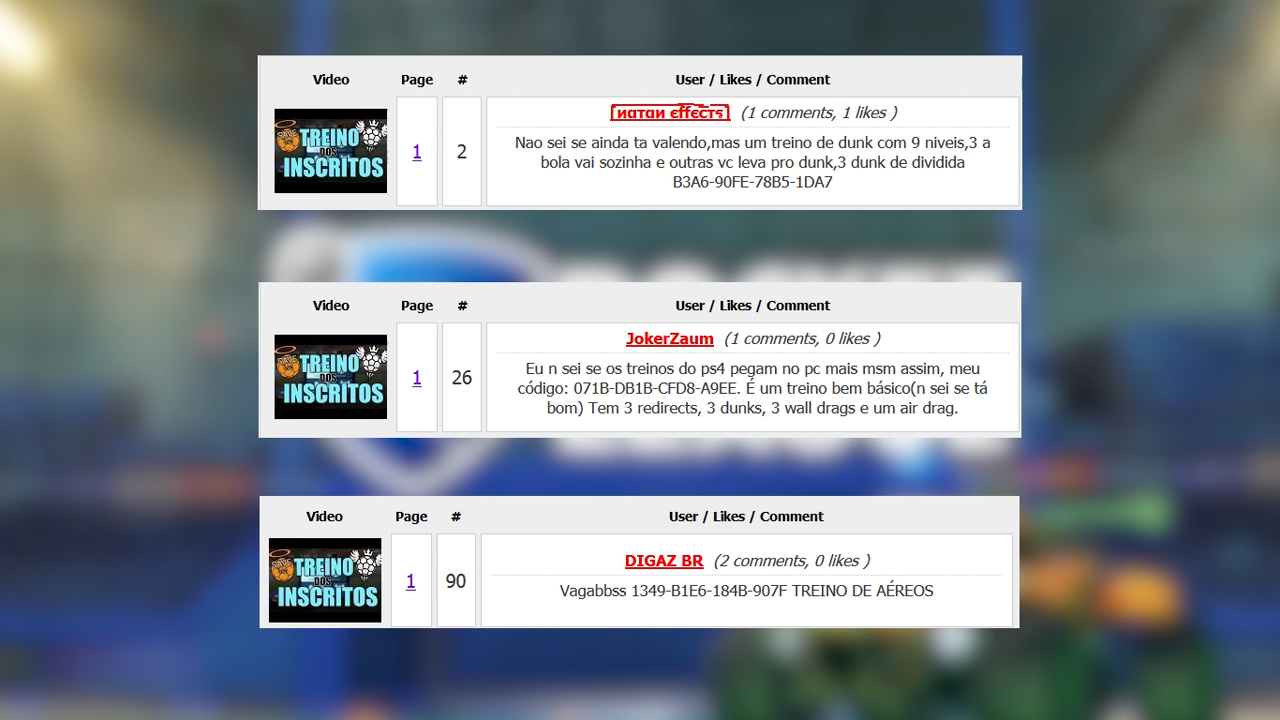 Video Page # User / Likes / Comment
[ иαтαи єffєcтs ] (1 comments, 1 likes )
TREINO
DOS
INSCRITOS
1 2
Nao sei se ainda ta valendo,mas um treino de dunk com 9 niveis,3 a
bola vai sozinha e outras vc leva pro dunk,3 dunk de dividida
B3A6-90FE-78B5-1DA7
Video Page # User / Likes / Comment
JokerZaum (1 comments, 0 likes )
TREINO
DOS
INSCRITOS
1 26
Eu n sei se os treinos do ps4 pegam no pc mais msm assim, meu
código: 071B-DB1B-CFD8-A9EE. É um treino bem básico(n sei se tá
bom) Tem 3 redirects, 3 dunks, 3 wall drags e um air drag.
Video Page # User / Likes / Comment
DIGAZ BR (2 comments, 0 likes )
TREINO
DOS
INSCRITOS
1 90
Vagabbss 1349-B1E6-184B-907F TREINO DE AÉREOS